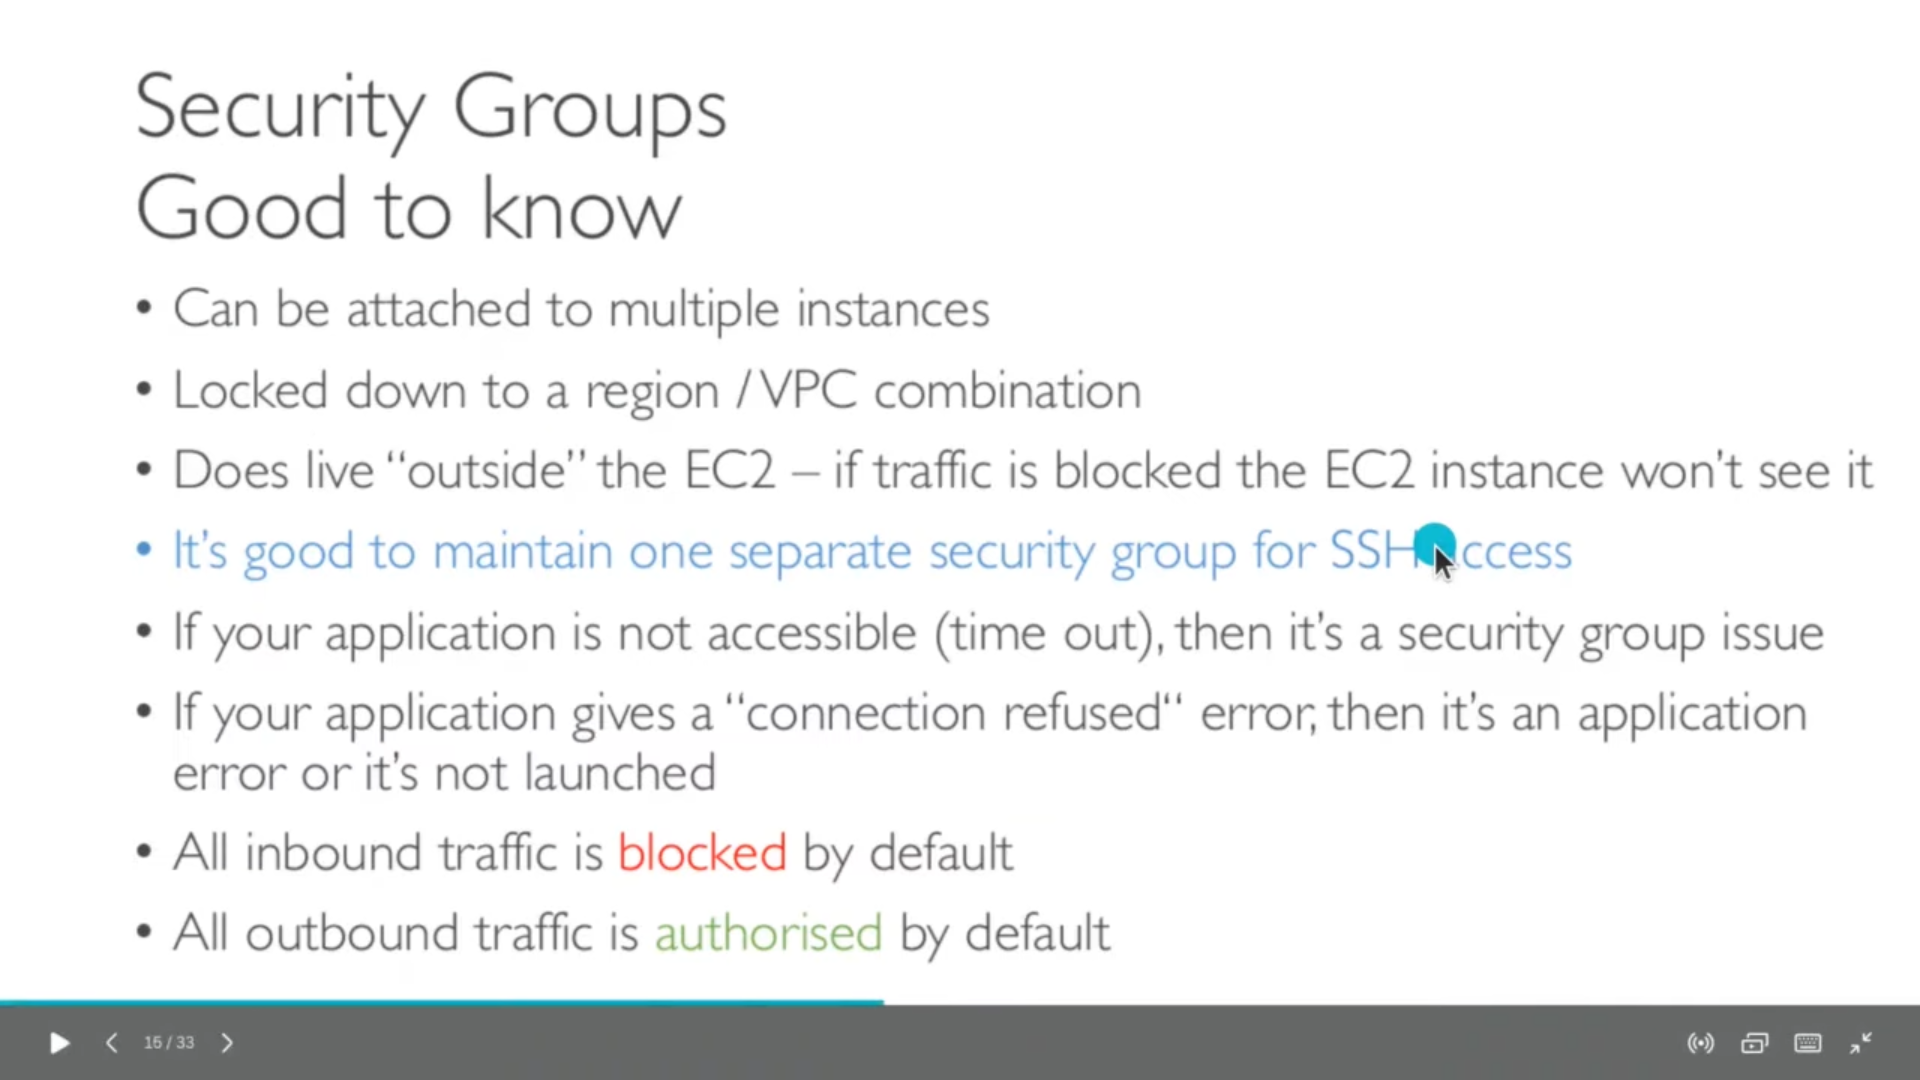 Security Groups
Good to know
• Can be attached to multiple instances
• Locked down to a region / VPC combination
• Does live “outside” the EC2 – if traffic is blocked the EC2 instance won’t see it
• It’s good to maintain one separate security group for SSH ccess
• If your application is not accessible (time out), then it’s a security group issue
• If your application gives a “connection refused“ error, then it’s an application
error or it’s not launched
• All inbound traffic is blocked by default
• All outbound traffic is authorised by default
15 / 33